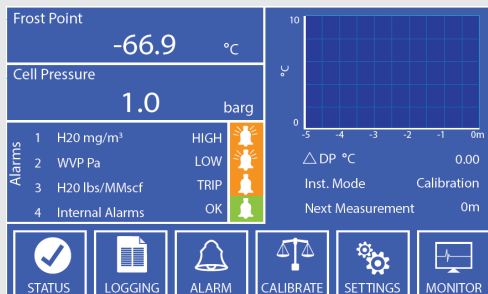 Frost Point
-66.9 °C
Cell Pressure
1.0 barg
Alarms
1 H20 mg/m³ HIGH
2 WVP Pa LOW
3 H20 lbs/MMscf TRIP
4 Internal Alarms OK
10
°C
0
-5 -4 -3 -2 -1 0m
△DP °C 0.00
Inst. Mode Calibration
Next Measurement 0m
STATUS LOGGING ALARM CALIBRATE SETTINGS MONITOR